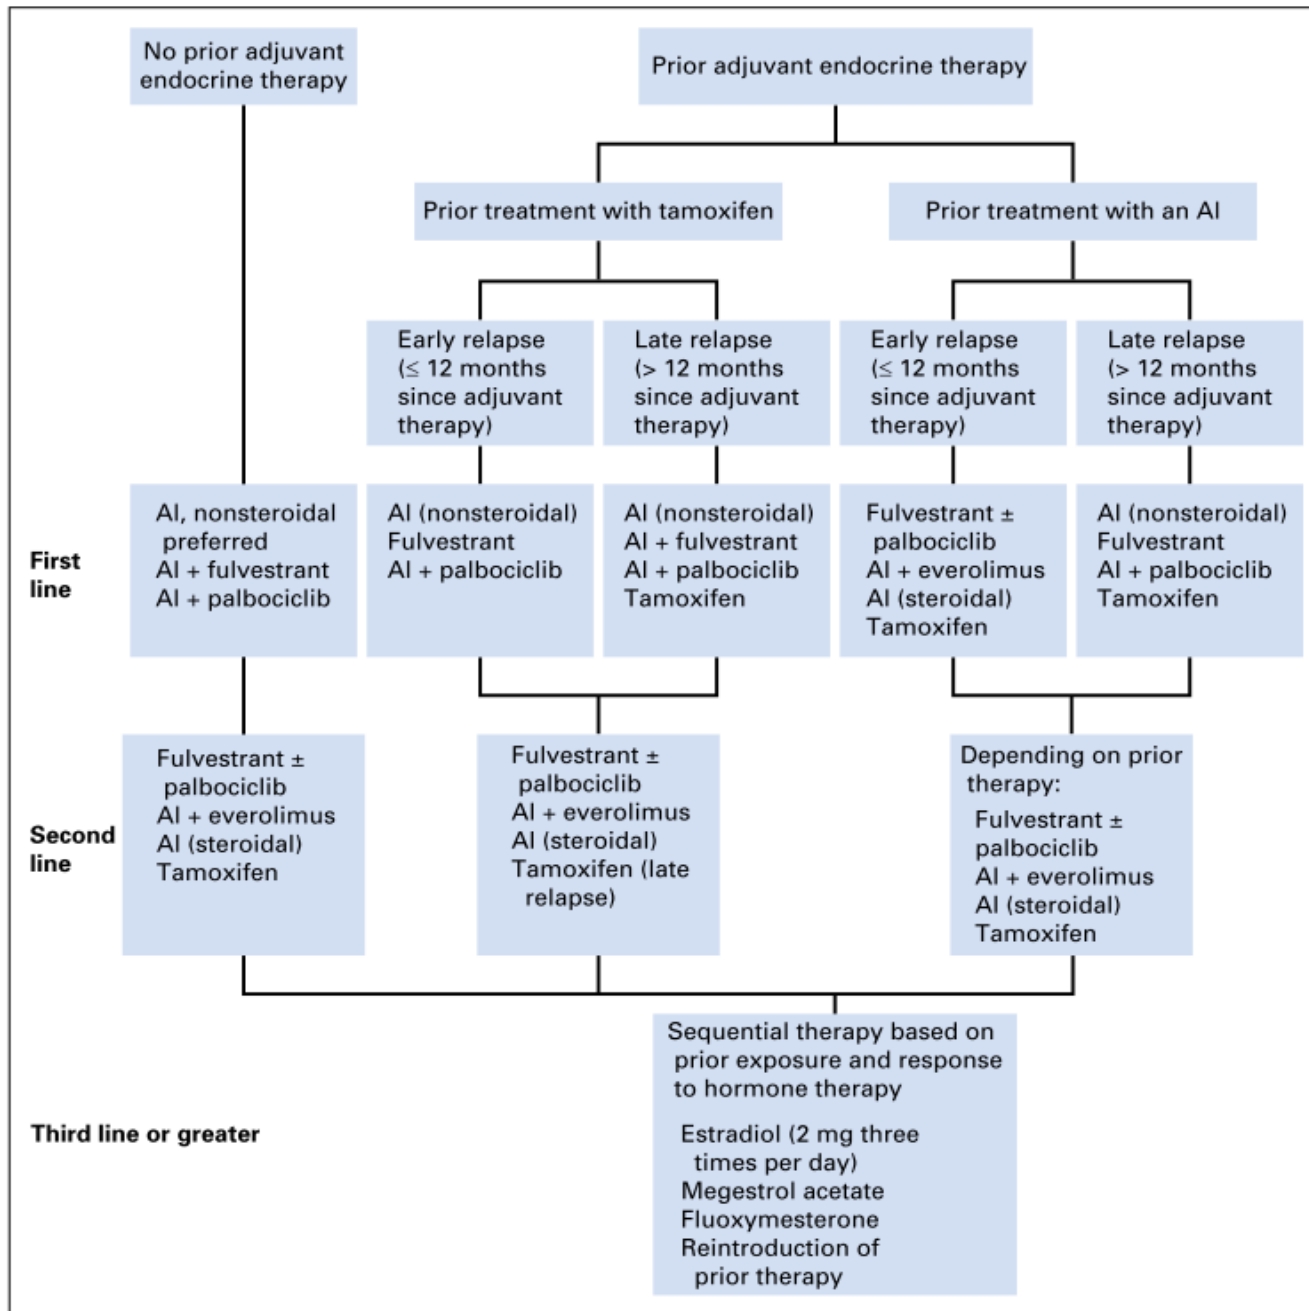 No prior adjuvant
endocrine therapy
Prior adjuvant endocrine therapy
Prior treatment with tamoxifen
Prior treatment with an AI
Early relapse
(≤ 12 months
since adjuvant
therapy)
Late relapse
(> 12 months
since adjuvant
therapy)
Early relapse
(≤ 12 months
since adjuvant
therapy)
Late relapse
(> 12 months
since adjuvant
therapy)
First
line
AI, nonsteroidal
preferred
AI + fulvestrant
AI + palbociclib
AI (nonsteroidal)
Fulvestrant
AI + palbociclib
AI (nonsteroidal)
AI + fulvestrant
AI + palbociclib
Tamoxifen
Fulvestrant ±
palbociclib
AI + everolimus
AI (steroidal)
Tamoxifen
AI (nonsteroidal)
Fulvestrant
AI + palbociclib
Tamoxifen
Second
line
Fulvestrant ±
palbociclib
AI + everolimus
AI (steroidal)
Tamoxifen
Fulvestrant ±
palbociclib
AI + everolimus
AI (steroidal)
Tamoxifen (late
relapse)
Depending on prior
therapy:
Fulvestrant ±
palbociclib
AI + everolimus
AI (steroidal)
Tamoxifen
Third line or greater
Sequential therapy based on
prior exposure and response
to hormone therapy
Estradiol (2 mg three
times per day)
Megestrol acetate
Fluoxymesterone
Reintroduction of
prior therapy